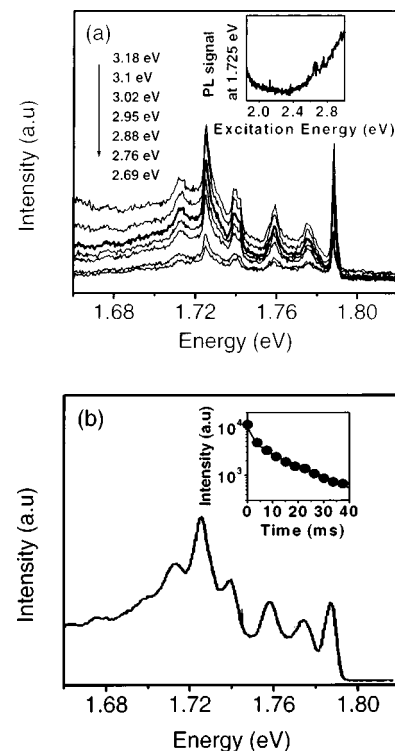 (a)
3.18 eV
3.1 eV
3.02 eV
2.95 eV
2.88 eV
2.76 eV
2.69 eV
PL signal
at 1.725 eV
2.0 2.4 2.8
Excitation Energy (eV)
Intensity (a.u)
1.68 1.72 1.76 1.80
Energy (eV)
(b)
Intensity (a.u)
10^4
10^3
0 10 20 30 40
Time (ms)
Intensity (a.u)
1.68 1.72 1.76 1.80
Energy (eV)